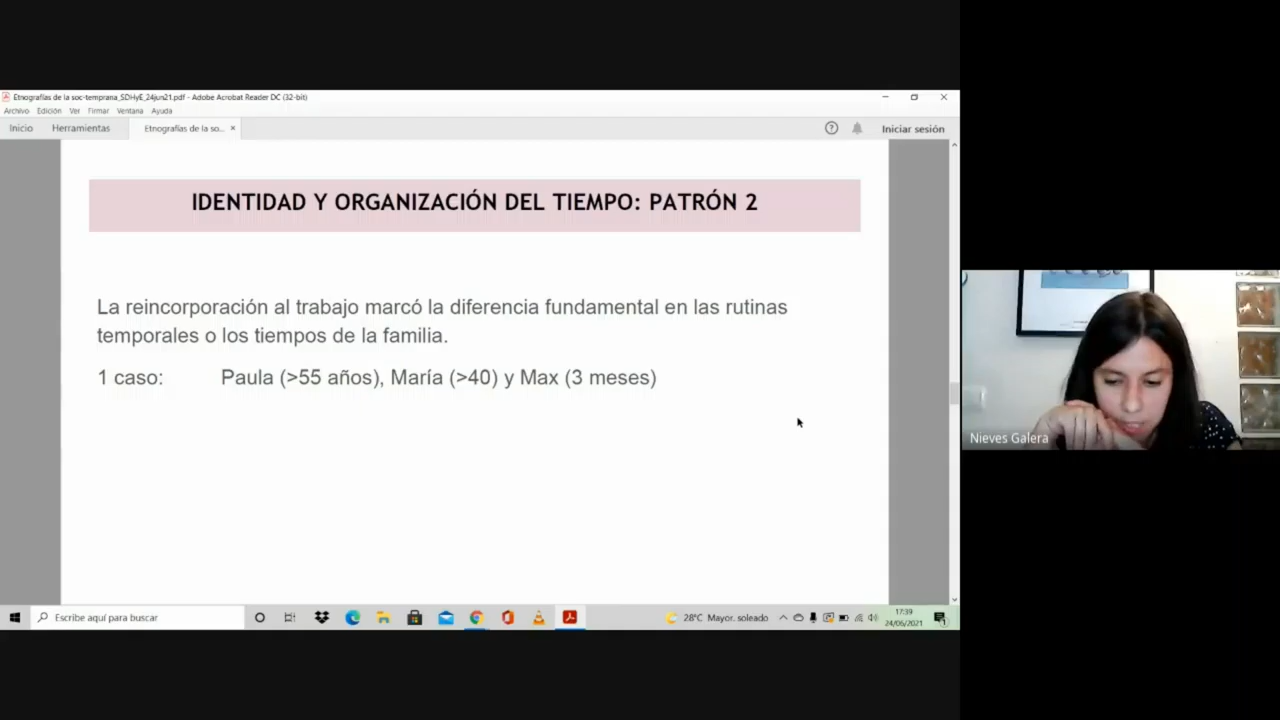 Etnografías de la soc-temprana_SDHyE_24jun21.pdf - Adobe Acrobat Reader DC (32-bit)
Archivo Edición Ver Firmar Ventana Ayuda
Inicio Herramientas Etnografías de la so... × Iniciar sesión
IDENTIDAD Y ORGANIZACIÓN DEL TIEMPO: PATRÓN 2
La reincorporación al trabajo marcó la diferencia fundamental en las rutinas
temporales o los tiempos de la familia.
1 caso: Paula (>55 años), María (>40) y Max (3 meses)
Nieves Galera
Escribe aquí para buscar
28°C Mayor. soleado
17:39
24/06/2021